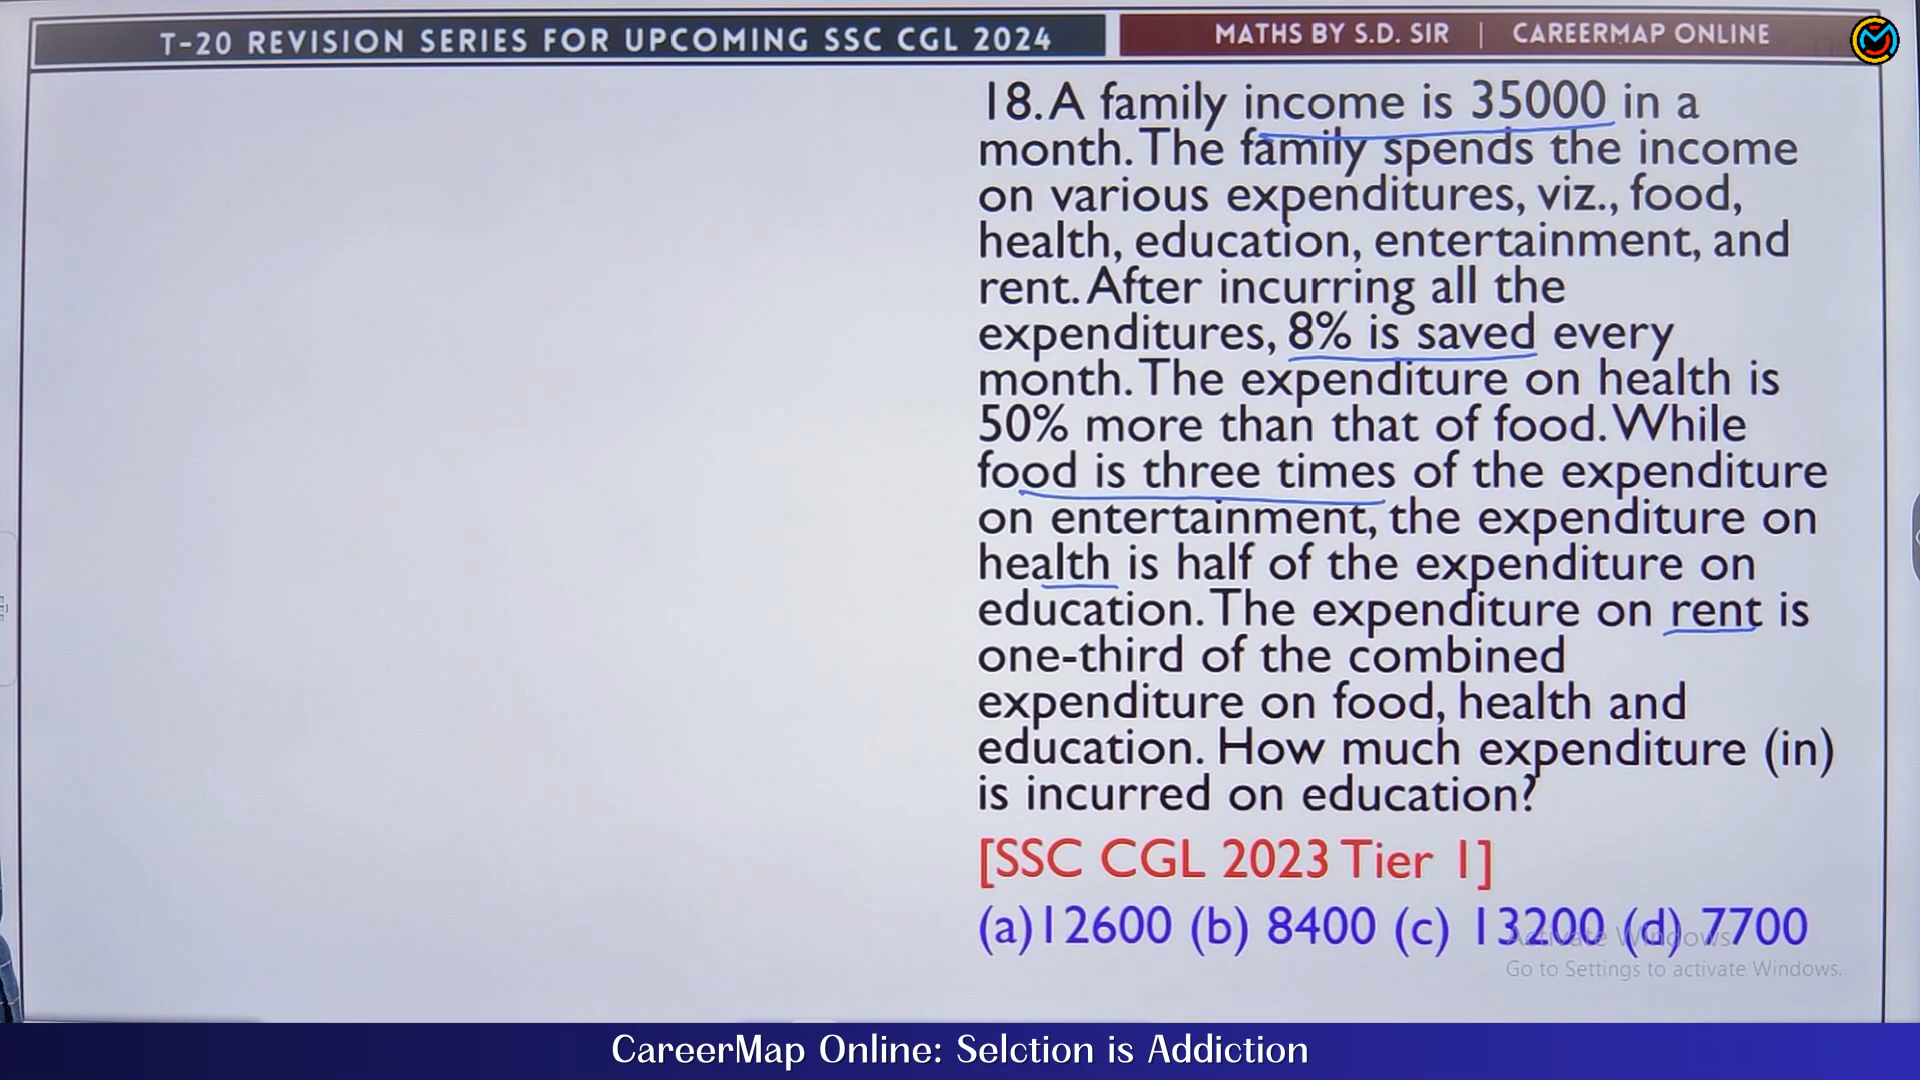 T-20 REVISION SERIES FOR UPCOMING SSC CGL 2024
MATHS BY S.D. SIR | CAREERMAP ONLINE
18. A family income is 35000 in a
month. The family spends the income
on various expenditures, viz., food,
health, education, entertainment, and
rent. After incurring all the
expenditures, 8% is saved every
month. The expenditure on health is
50% more than that of food. While
food is three times of the expenditure
on entertainment, the expenditure on
health is half of the expenditure on
education. The expenditure on rent is
one-third of the combined
expenditure on food, health and
education. How much expenditure (in)
is incurred on education?
[SSC CGL 2023 Tier 1]
(a) 12600 (b) 8400 (c) 13200 (d) 7700
Activate Windows
Go to Settings to activate Windows.
CareerMap Online: Selction is Addiction